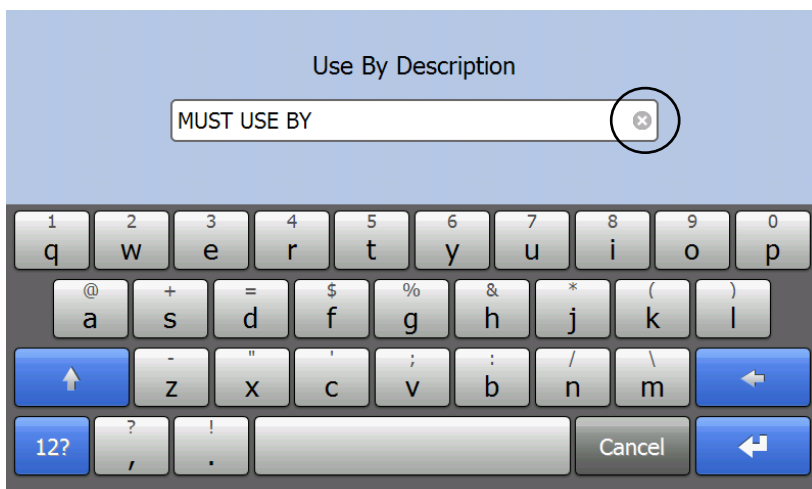 Use By Description
MUST USE BY
1 2 3 4 5 6 7 8 9 0
q w e r t y u i o p
@ + = $ % & * ( )
a s d f g h j k l
- " ' ; : / \
z x c v b n m
? !
12? , . Cancel